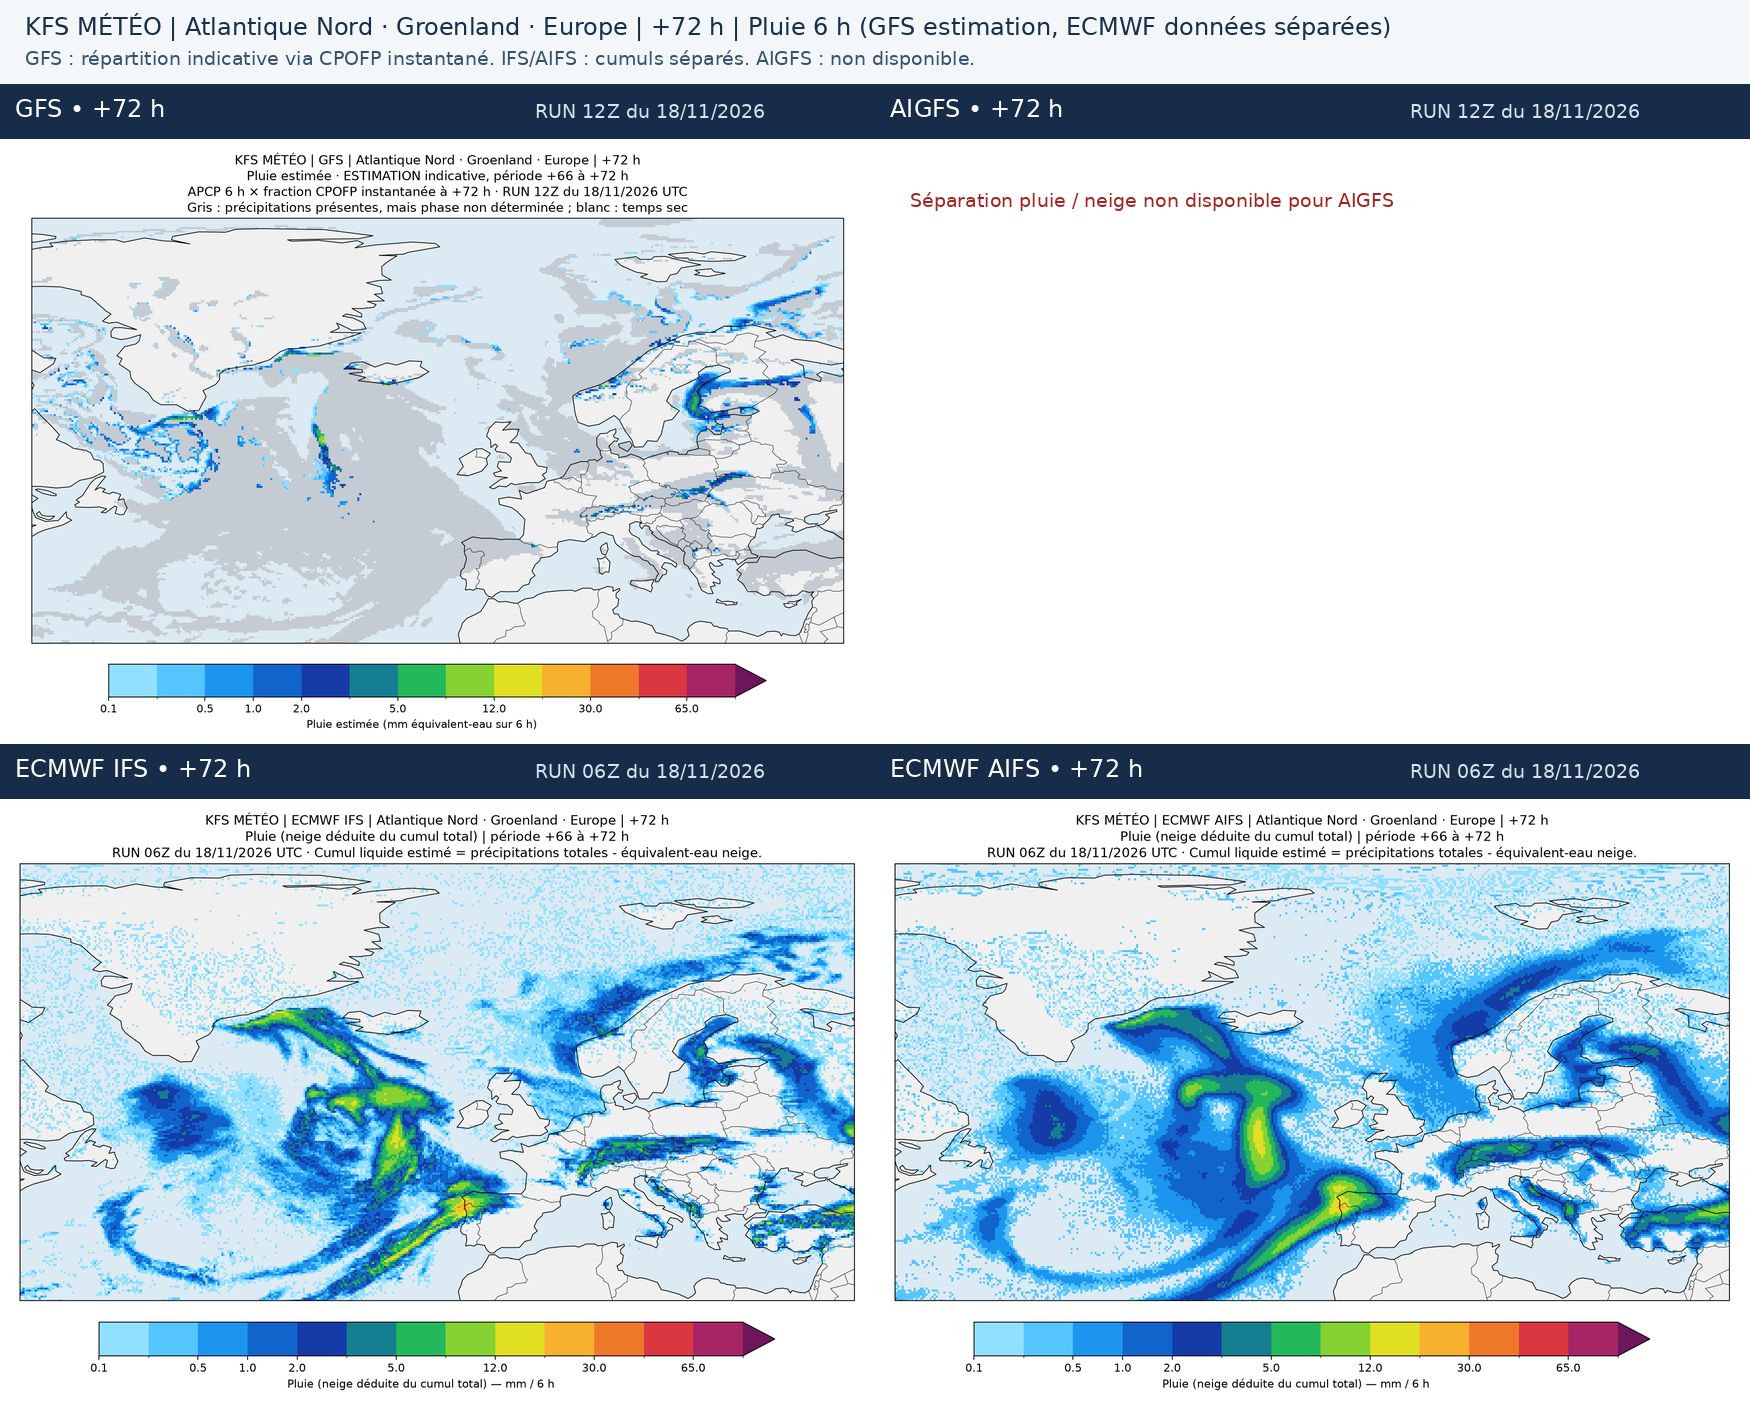 KFS MÉTÉO | Atlantique Nord · Groenland · Europe | +72 h | Pluie 6 h (GFS estimation, ECMWF données séparées)
GFS : répartition indicative via CPOFP instantané. IFS/AIFS : cumuls séparés. AIGFS : non disponible.
GFS • +72 h
RUN 12Z du 18/11/2026
AIGFS • +72 h
RUN 12Z du 18/11/2026
KFS MÉTÉO | GFS | Atlantique Nord · Groenland · Europe | +72 h
Pluie estimée · ESTIMATION indicative, période +66 à +72 h
APCP 6 h × fraction CPOFP instantanée à +72 h · RUN 12Z du 18/11/2026 UTC
Gris : précipitations présentes, mais phase non déterminée ; blanc : temps sec
Séparation pluie / neige non disponible pour AIGFS
0.1 0.5 1.0 2.0 5.0 12.0 30.0 65.0
Pluie estimée (mm équivalent-eau sur 6 h)
ECMWF IFS • +72 h
RUN 06Z du 18/11/2026
ECMWF AIFS • +72 h
RUN 06Z du 18/11/2026
KFS MÉTÉO | ECMWF IFS | Atlantique Nord · Groenland · Europe | +72 h
Pluie (neige déduite du cumul total) | période +66 à +72 h
RUN 06Z du 18/11/2026 UTC · Cumul liquide estimé = précipitations totales - équivalent-eau neige.
0.1 0.5 1.0 2.0 5.0 12.0 30.0 65.0
Pluie (neige déduite du cumul total) — mm / 6 h
KFS MÉTÉO | ECMWF AIFS | Atlantique Nord · Groenland · Europe | +72 h
Pluie (neige déduite du cumul total) | période +66 à +72 h
RUN 06Z du 18/11/2026 UTC · Cumul liquide estimé = précipitations totales - équivalent-eau neige.
0.1 0.5 1.0 2.0 5.0 12.0 30.0 65.0
Pluie (neige déduite du cumul total) — mm / 6 h